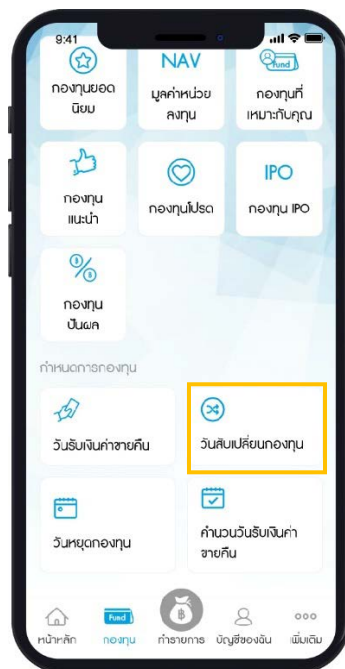 9:41
กองทุนยอด
นิยม
NAV
มูลค่าหน่วย
ลงทุน
Fund
กองทุนที่
เหมาะกับคุณ
กองทุน
แนะนำ
กองทุนโปรด
IPO
กองทุน IPO
กองทุน
ปันผล
กำหนดการกองทุน
วันรับเงินค่าขายคืน
วันสับเปลี่ยนกองทุน
วันหยุดกองทุน
คำนวนวันรับเงินค่า
ขายคืน
หน้าหลัก
Fund
กองทุน
฿
ทำรายการ
บัญชีของฉัน
เพิ่มเติม